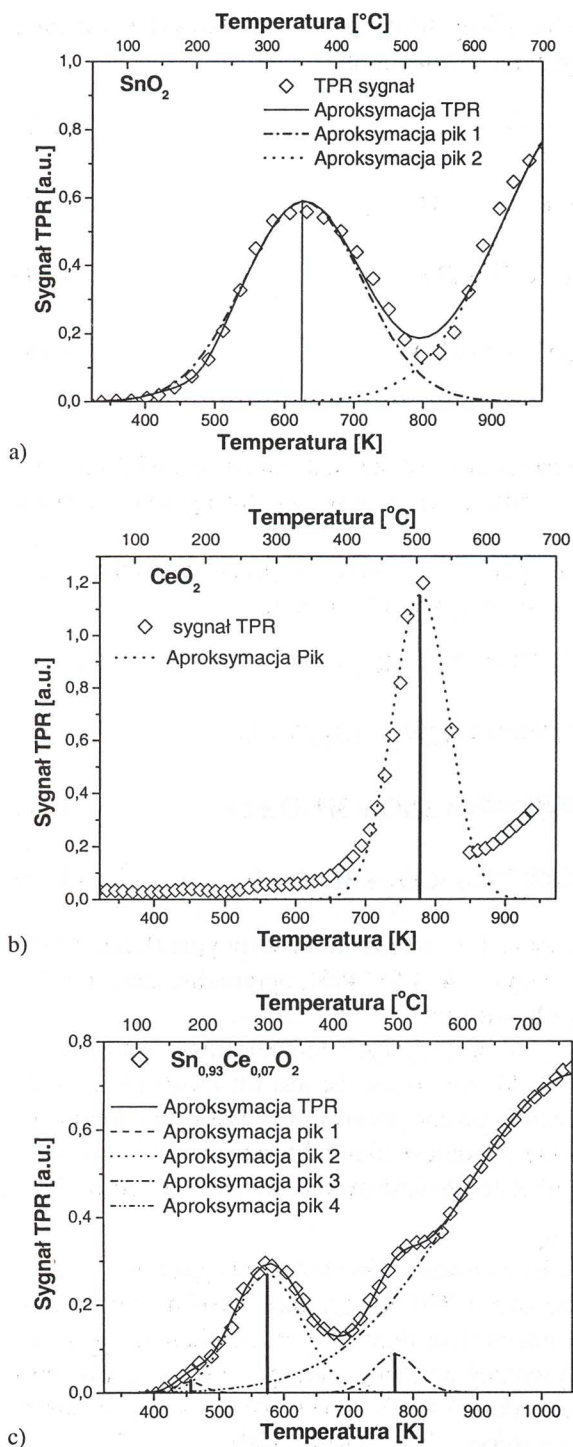 Temperatura [°C]
100 200 300 400 500 600 700
SnO2
TPR sygnał
Aproksymacja TPR
Aproksymacja pik 1
Aproksymacja pik 2
Sygnał TPR [a.u.]
1,0
0,8
0,6
0,4
0,2
0,0
400 500 600 700 800 900
Temperatura [K]
a)
Temperatura [°C]
100 200 300 400 500 600 700
CeO2
sygnał TPR
Aproksymacja Pik
Sygnał TPR [a.u.]
1,2
1,0
0,8
0,6
0,4
0,2
0,0
400 500 600 700 800 900
Temperatura [K]
b)
Temperatura [°C]
100 200 300 400 500 600 700
Sn0,93Ce0,07O2
Aproksymacja TPR
Aproksymacja pik 1
Aproksymacja pik 2
Aproksymacja pik 3
Aproksymacja pik 4
Sygnał TPR [a.u.]
0,8
0,6
0,4
0,2
0,0
400 500 600 700 800 900 1000
Temperatura [K]
c)